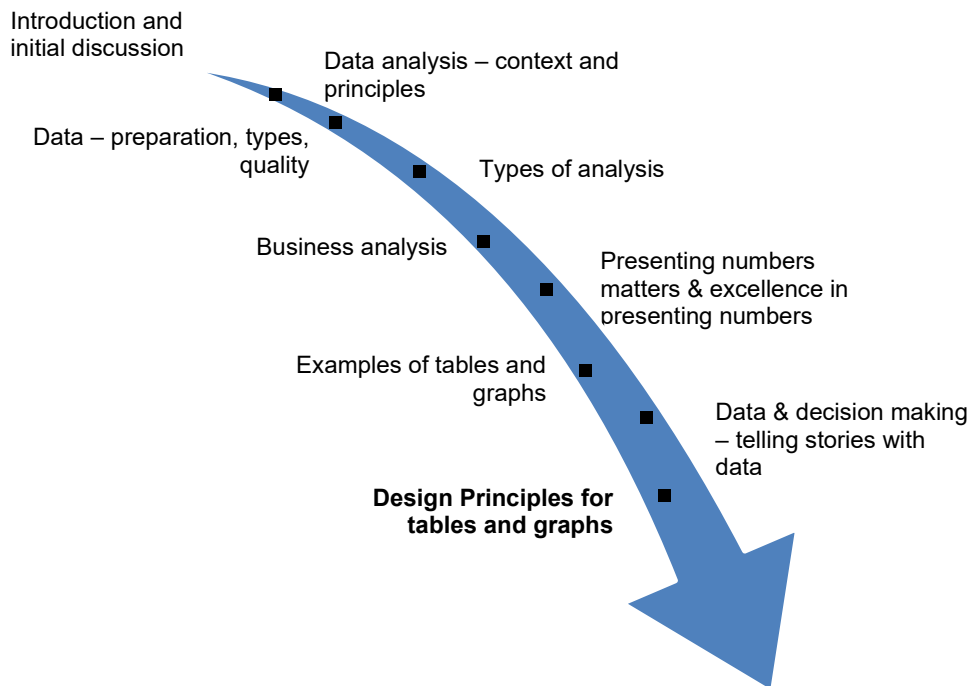 Introduction and
initial discussion
Data analysis – context and
principles
Data – preparation, types,
quality
Types of analysis
Business analysis
Presenting numbers
matters & excellence in
presenting numbers
Examples of tables and
graphs
Data & decision making
– telling stories with
data
Design Principles for
tables and graphs